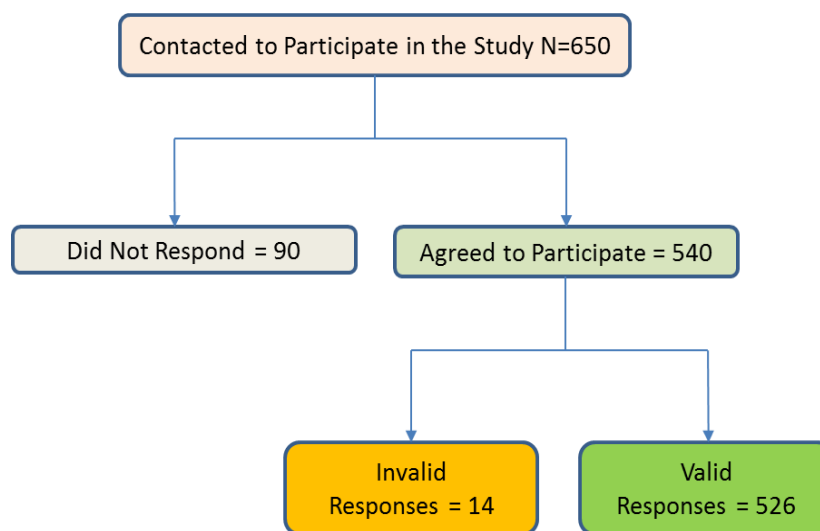 Contacted to Participate in the Study N=650
Did Not Respond = 90
Agreed to Participate = 540
Invalid
Responses = 14
Valid
Responses = 526